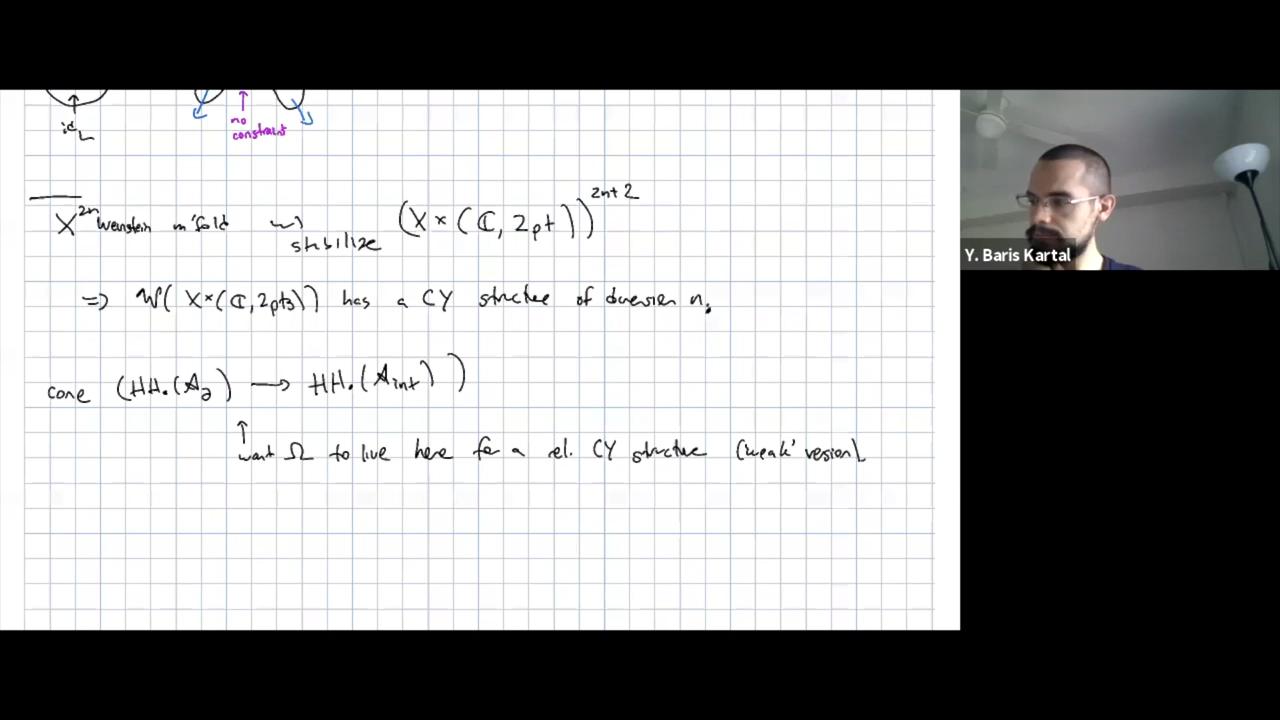 id_L
no
constraint
X^{2n} Weinstein m'fold ⇝ stabilize (X × (ℂ, 2pt))^{2n+2}
⇒ W(X×(ℂ, 2pts)) has a CY structure of dimension n.
cone (HH.(A_∂) ⟶ HH.(A_int))
↑
want Ω to live here for a rel. CY structure ('weak' version)
Y. Baris Kartal